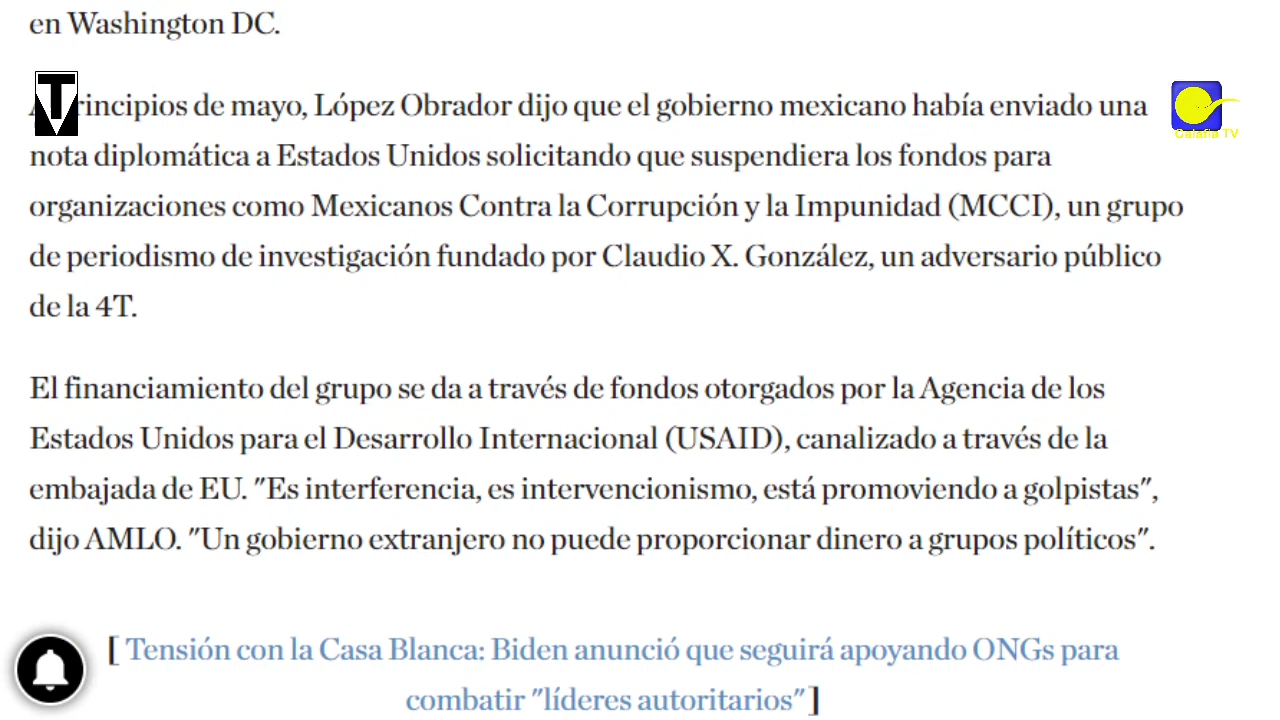 en Washington DC.
A principios de mayo, López Obrador dijo que el gobierno mexicano había enviado una
nota diplomática a Estados Unidos solicitando que suspendiera los fondos para
organizaciones como Mexicanos Contra la Corrupción y la Impunidad (MCCI), un grupo
de periodismo de investigación fundado por Claudio X. González, un adversario público
de la 4T.
El financiamiento del grupo se da a través de fondos otorgados por la Agencia de los
Estados Unidos para el Desarrollo Internacional (USAID), canalizado a través de la
embajada de EU. "Es interferencia, es intervencionismo, está promoviendo a golpistas",
dijo AMLO. "Un gobierno extranjero no puede proporcionar dinero a grupos políticos".
[ Tensión con la Casa Blanca: Biden anunció que seguirá apoyando ONGs para
combatir "líderes autoritarios" ]
TV
Calafia TV